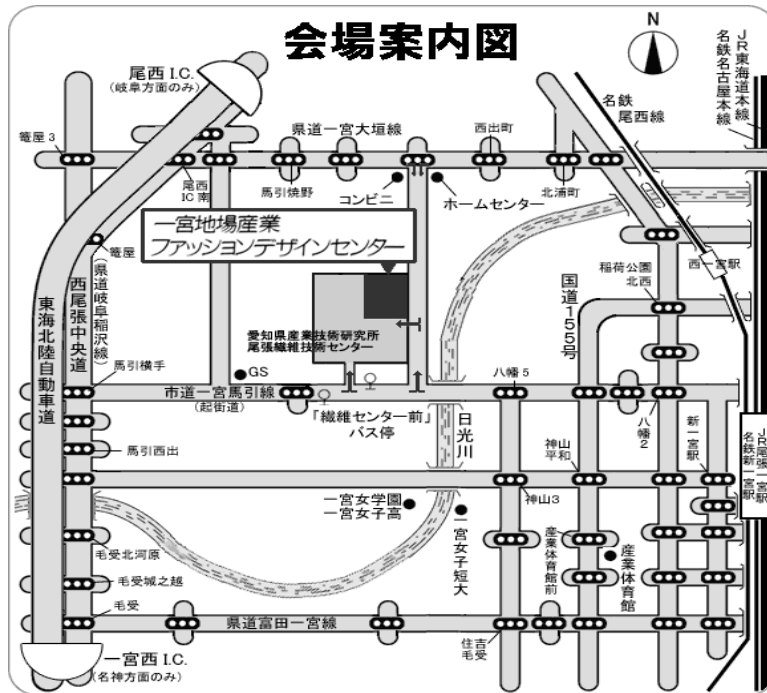 会場案内図
N
尾西 I.C.
(岐阜方面のみ)
JR東海道本線
名鉄名古屋本線
名鉄
尾西線
篭屋 3
県道一宮大垣線
西出町
尾西
IC 南
馬引焼野
コンビニ
ホームセンター
北浦町
一宮地場産業
ファッションデザインセンター
篭屋
西一宮駅
稲荷公園
北西
国道155号
東海北陸自動車道
西尾張中央道
(県道岐阜稲沢線)
愛知県産業技術研究所
尾張繊維技術センター
馬引横手
GS
市道一宮馬引線
(起街道)
八幡 5
「繊維センター前」
バス停
日光川
八幡2
新一宮駅
JR尾張一宮駅
名鉄新一宮駅
馬引西出
神山
平和
神山3
一宮女学園
一宮女子高
一宮女子短大
産業体育館前
産業体育館
毛受北河原
毛受城之越
毛受
県道富田一宮線
住吉
毛受
一宮西 I.C.
(名神方面のみ)